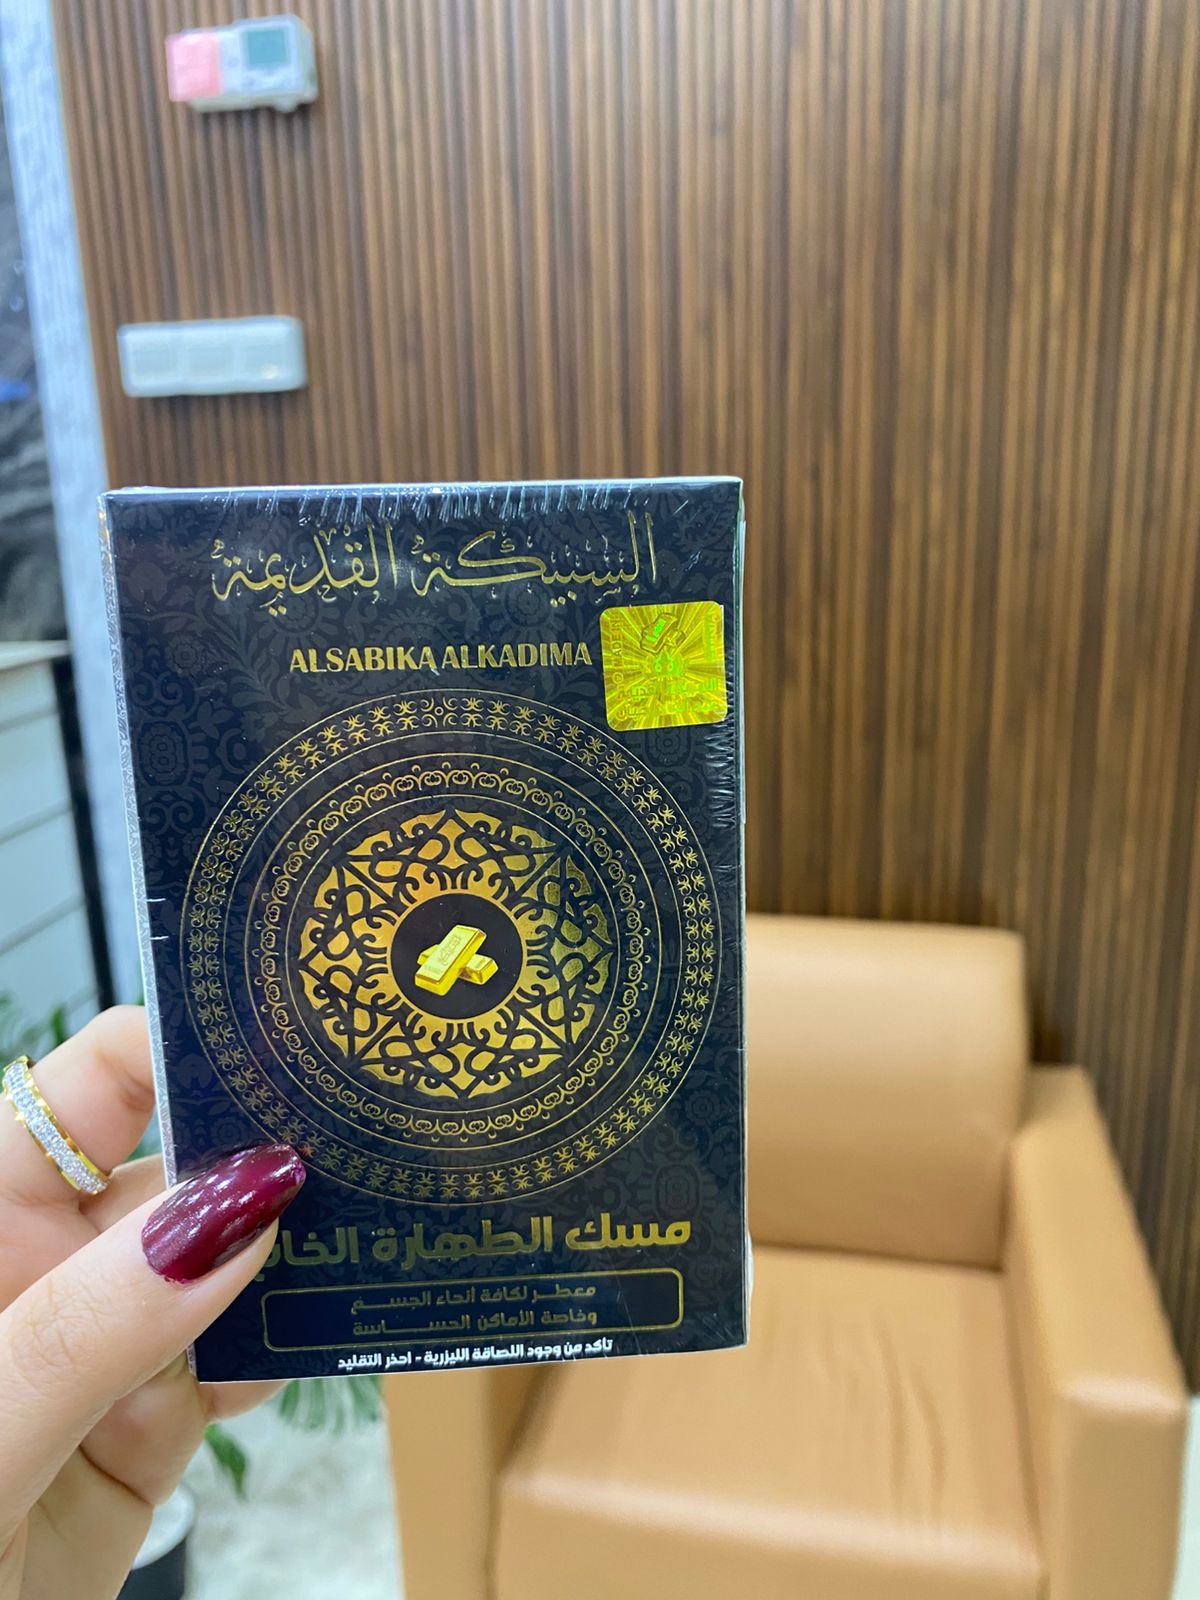 السبيكة القديمة
ALSABIKA ALKADIMA
مسك الطهارة
معطر لكافة أنحاء الجسم
وخاصة الأماكن الحساسة
تأكد من وجود اللصاقة الليزرية - احذر التقليد